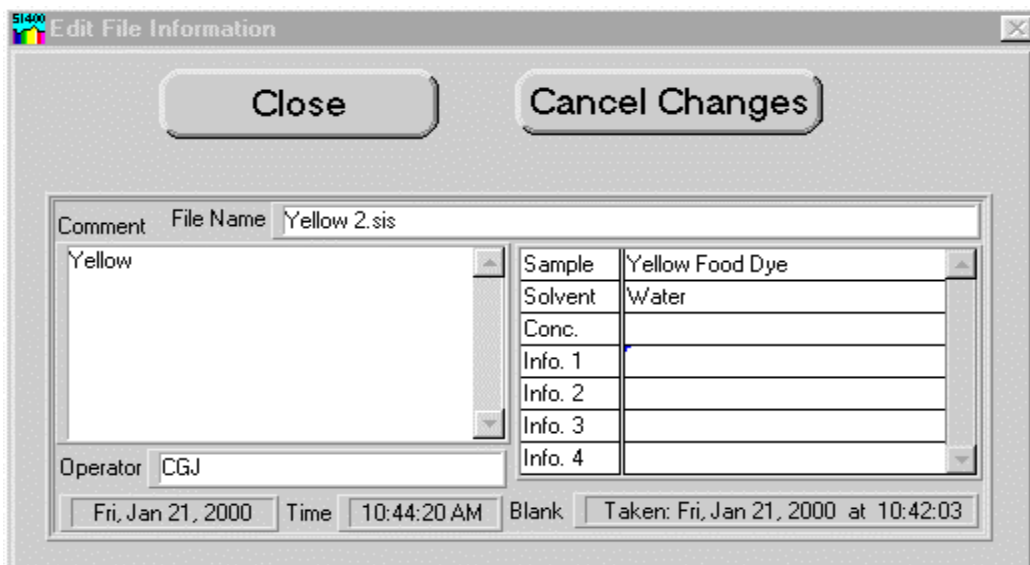 SI400
Edit File Information
Close Cancel Changes
Comment File Name Yellow 2.sis
Yellow
Sample Yellow Food Dye
Solvent Water
Conc.
Info. 1
Info. 2
Info. 3
Info. 4
Operator CGJ
Fri, Jan 21, 2000 Time 10:44:20 AM Blank Taken: Fri, Jan 21, 2000 at 10:42:03